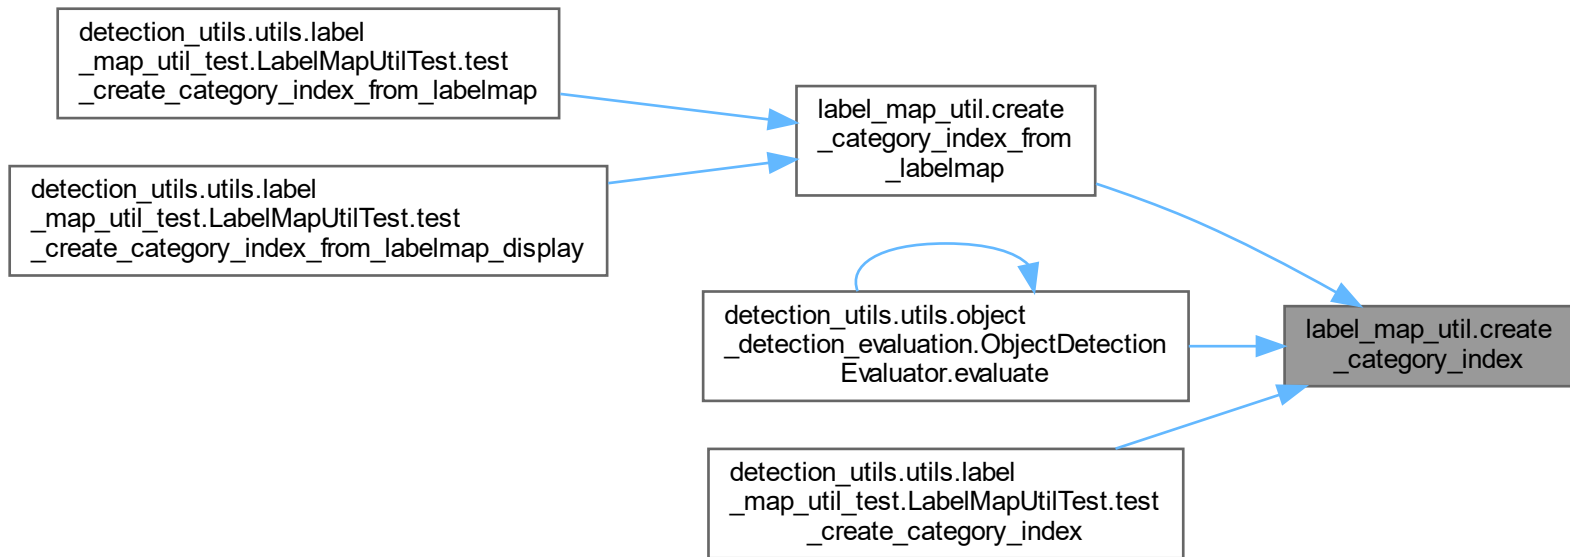 detection_utils.utils.label
_map_util_test.LabelMapUtilTest.test
_create_category_index_from_labelmap
detection_utils.utils.label
_map_util_test.LabelMapUtilTest.test
_create_category_index_from_labelmap_display
label_map_util.create
_category_index_from
_labelmap
detection_utils.utils.object
_detection_evaluation.ObjectDetection
Evaluator.evaluate
detection_utils.utils.label
_map_util_test.LabelMapUtilTest.test
_create_category_index
label_map_util.create
_category_index